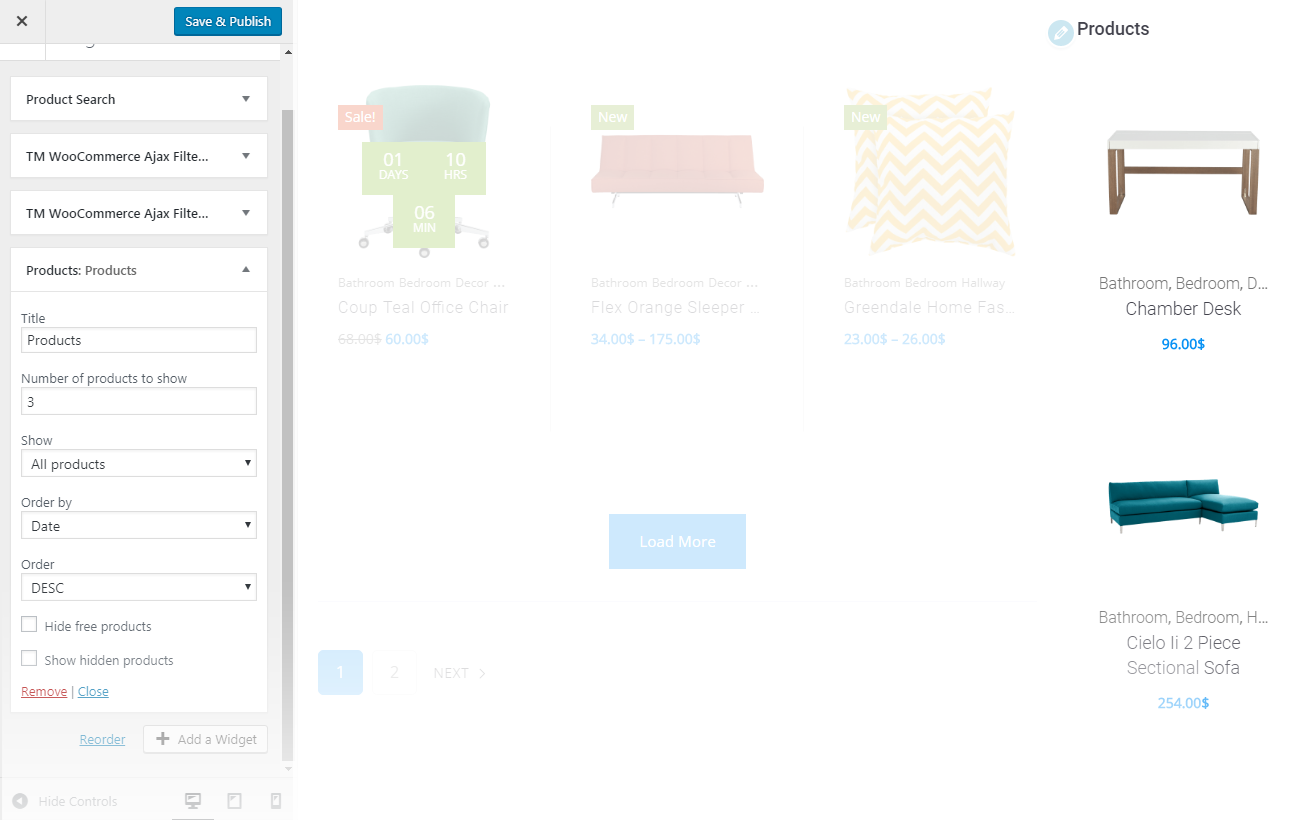 Save & Publish
Product Search
TM WooCommerce Ajax Filte...
TM WooCommerce Ajax Filte...
Products: Products
Title
Products
Number of products to show
3
Show
All products
Order by
Date
Order
DESC
Hide free products
Show hidden products
Remove | Close
Reorder
Add a Widget
Hide Controls
Sale!
01 10
DAYS HRS
06
MIN
Bathroom Bedroom Decor ...
Coup Teal Office Chair
68.00$ 60.00$
New
Bathroom Bedroom Decor ...
Flex Orange Sleeper ...
34.00$ – 175.00$
New
Bathroom Bedroom Hallway
Greendale Home Fas...
23.00$ – 26.00$
Load More
1 2 NEXT
Products
Bathroom, Bedroom, D...
Chamber Desk
96.00$
Bathroom, Bedroom, H...
Cielo Ii 2 Piece
Sectional Sofa
254.00$